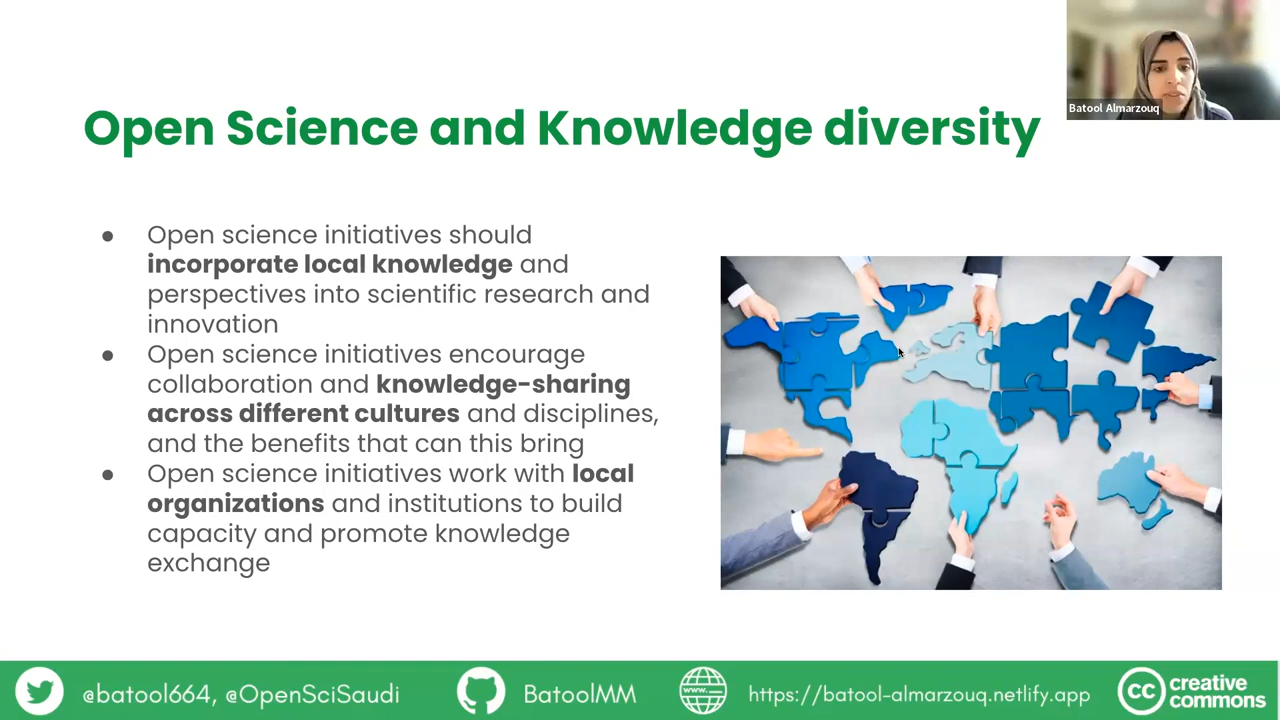 Batool Almarzouq
Open Science and Knowledge diversity
● Open science initiatives should
incorporate local knowledge and
perspectives into scientific research and
innovation
● Open science initiatives encourage
collaboration and knowledge-sharing
across different cultures and disciplines,
and the benefits that can this bring
● Open science initiatives work with local
organizations and institutions to build
capacity and promote knowledge
exchange
@batool664, @OpenSciSaudi
BatoolMM
www.
https://batool-almarzouq.netlify.app
cc creative
commons